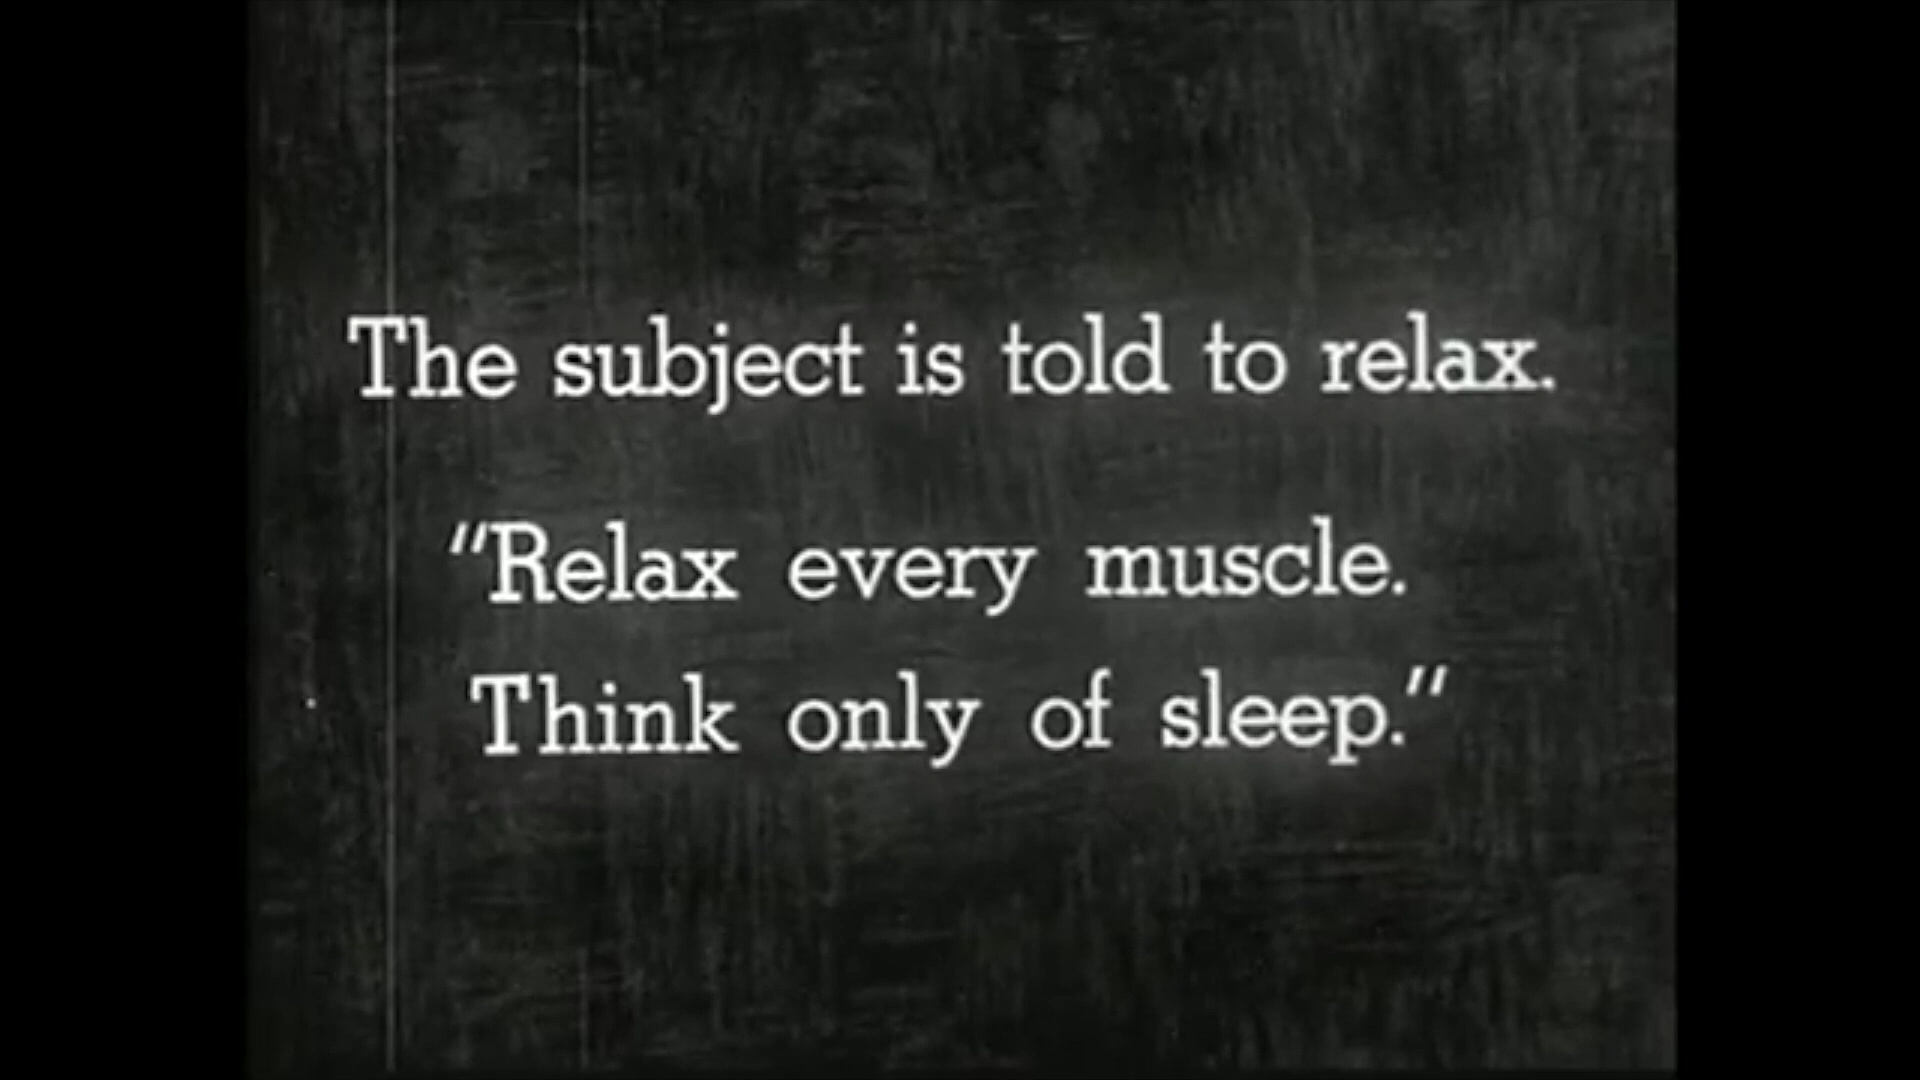 The subject is told to relax.
"Relax every muscle.
Think only of sleep."